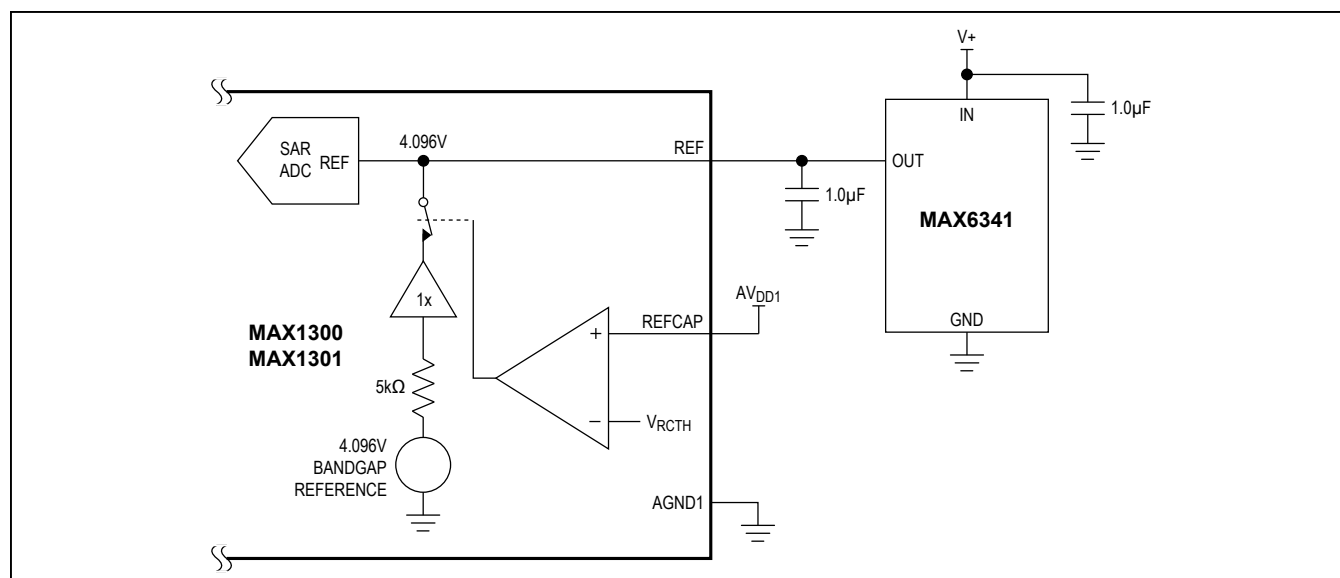 V+
1.0µF
IN
SAR
ADC
REF
4.096V
REF
OUT
1.0µF
MAX6341
1x
AVDD1
REFCAP
+
GND
MAX1300
MAX1301
5kΩ
−
VRCTH
4.096V
BANDGAP
REFERENCE
AGND1